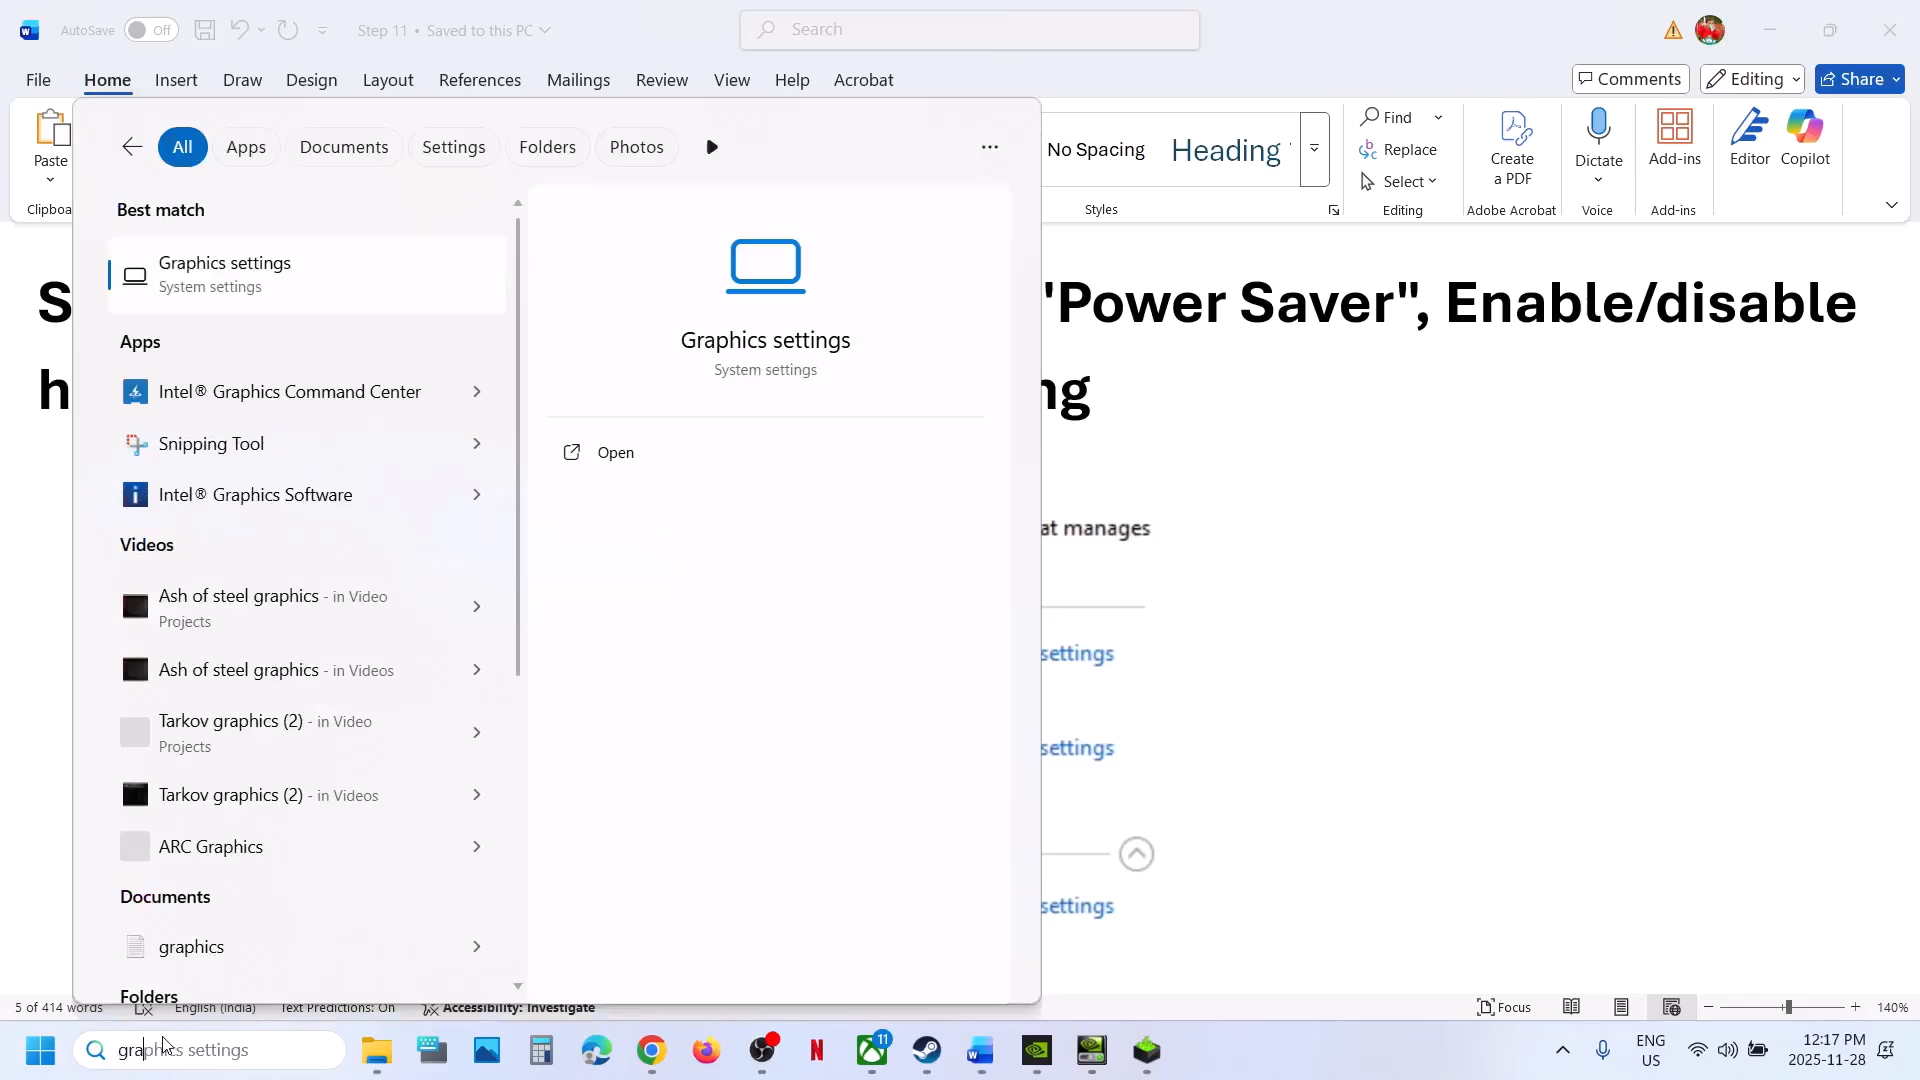 AutoSave
Off
Step 11 • Saved to this PC
Search
File
Home
Insert
Draw
Design
Layout
References
Mailings
Review
View
Help
Acrobat
Comments
Editing
Share
Paste
Clipboa
No Spacing
Heading
Styles
Find
Replace
Select
Editing
Create
a PDF
Adobe Acrobat
Dictate
Voice
Add-ins
Add-ins
Editor
Copilot
All
Apps
Documents
Settings
Folders
Photos
Best match
Graphics settings
System settings
Apps
Intel® Graphics Command Center
Snipping Tool
Intel® Graphics Software
Videos
Ash of steel graphics - in Video
Projects
Ash of steel graphics - in Videos
Tarkov graphics (2) - in Video
Projects
Tarkov graphics (2) - in Videos
ARC Graphics
Documents
graphics
Folders
Graphics settings
System settings
Open
S "Power Saver", Enable/disable
h ng
at manages
settings
settings
settings
5 of 414 words
English (India)
Text Predictions: On
Accessibility: Investigate
Focus
140%
graphics settings
11
ENG
US
12:17 PM
2025-11-28